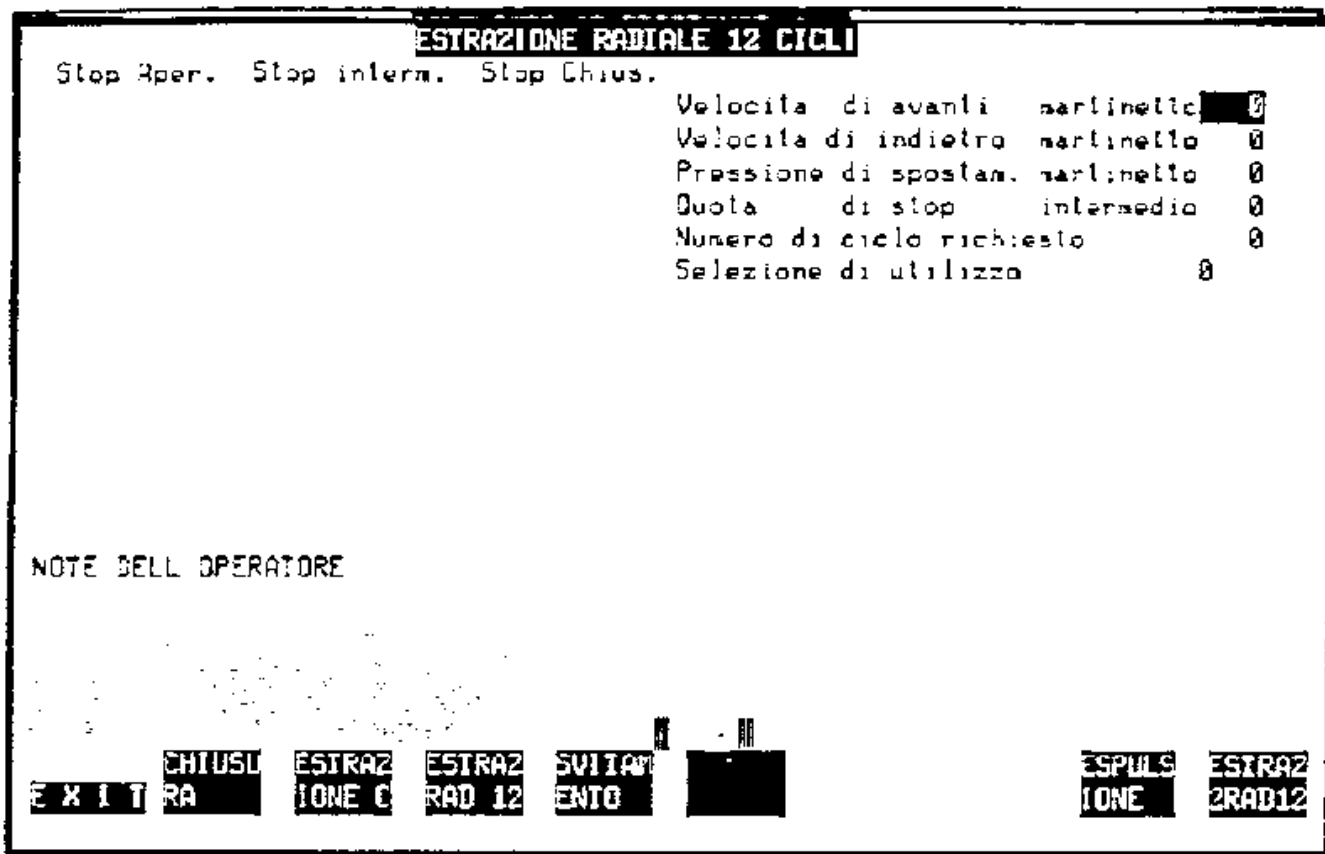 ESTRAZIONE RADIALE 12 CICLI
Stop Aper. Stop interm. Stop Chius.
Velocita di avanti martinetto 0
Velocita di indietro martinetto 0
Pressione di spostam. martinetto 0
Quota di stop intermedio 0
Numero di ciclo richiesto 0
Selezione di utilizzo 0
NOTE DELL OPERATORE
E X I T
CHIUSU
RA
ESTRAZ
IONE C
ESTRAZ
RAD 12
SVITAM
ENTO
ESPULS
IONE
ESTRAZ
2RAD12